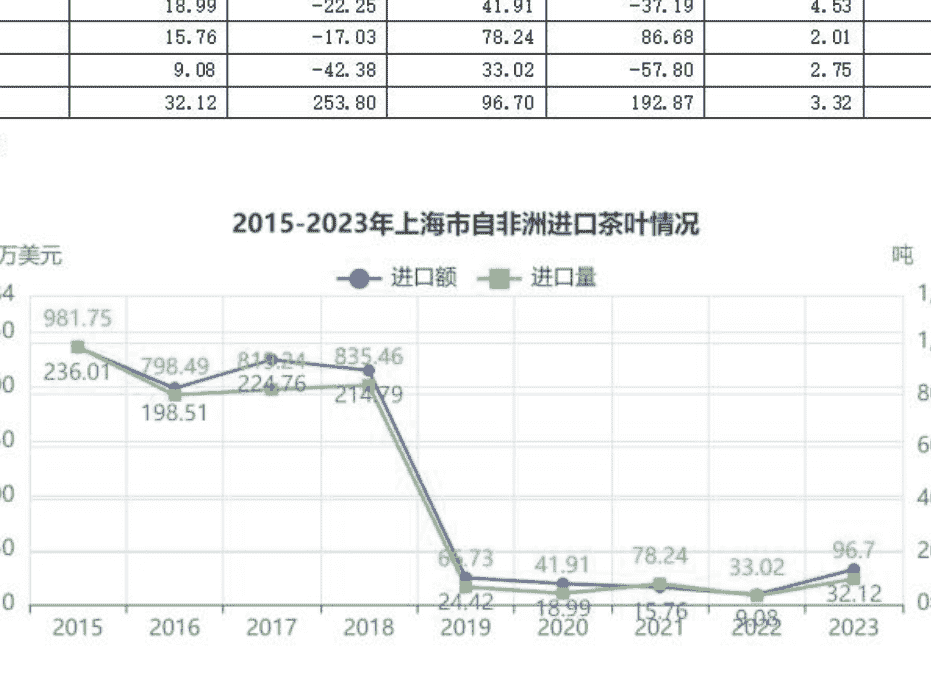 18.99 -22.25 41.91 -37.19 4.53
15.76 -17.03 78.24 86.68 2.01
9.08 -42.38 33.02 -57.80 2.75
32.12 253.80 96.70 192.87 3.32
2015-2023年上海市自非洲进口茶叶情况
万美元 吨
进口额 进口量
981.75 798.49 835.46
236.01 198.51 224.76 214.79
41.91 78.24 33.02 96.7
24.42 18.99 15.76 9.08 32.12
0 0
2015 2016 2017 2018 2019 2020 2021 2022 2023